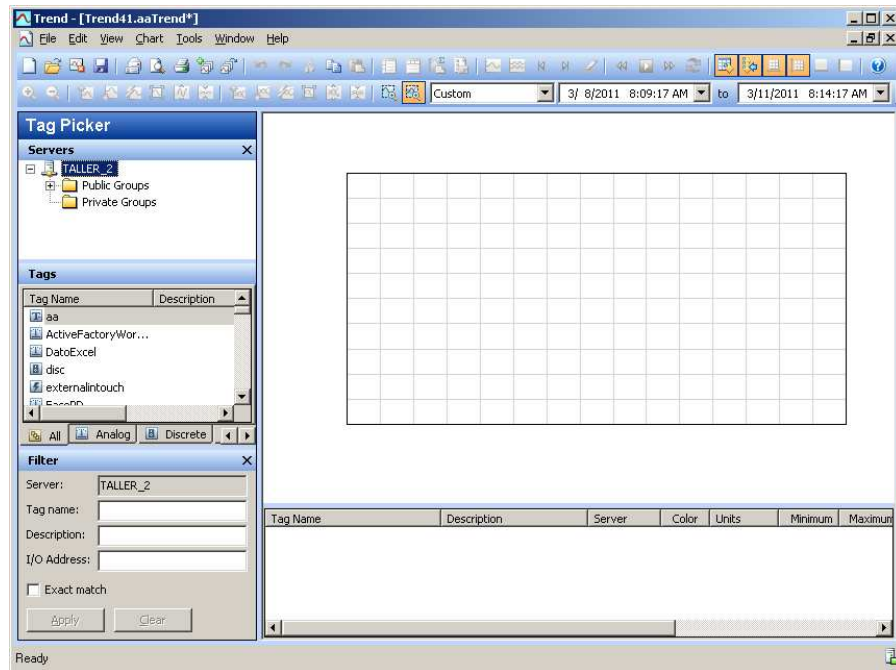 Trend - [Trend41.aaTrend*]
File Edit View Chart Tools Window Help
Custom 3/ 8/2011 8:09:17 AM to 3/11/2011 8:14:17 AM
Tag Picker
Servers
TALLER_2
Public Groups
Private Groups
Tags
Tag Name Description
aa
ActiveFactoryWor...
DatoExcel
disc
externalintouch
All Analog Discrete
Filter
Server: TALLER_2
Tag name:
Description:
I/O Address:
Exact match
Apply Clear
Tag Name Description Server Color Units Minimum Maximum
Ready